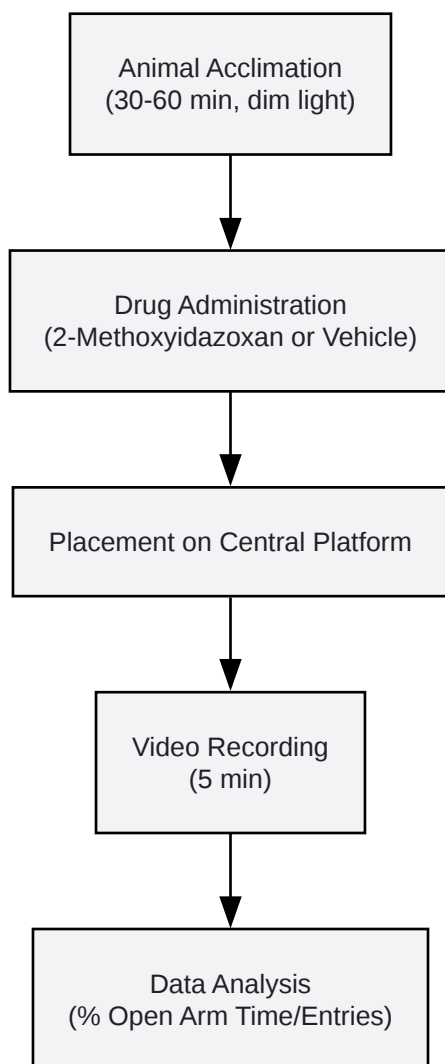 Animal Acclimation
(30-60 min, dim light)
Drug Administration
(2-Methoxyidazoxan or Vehicle)
Placement on Central Platform
Video Recording
(5 min)
Data Analysis
(% Open Arm Time/Entries)